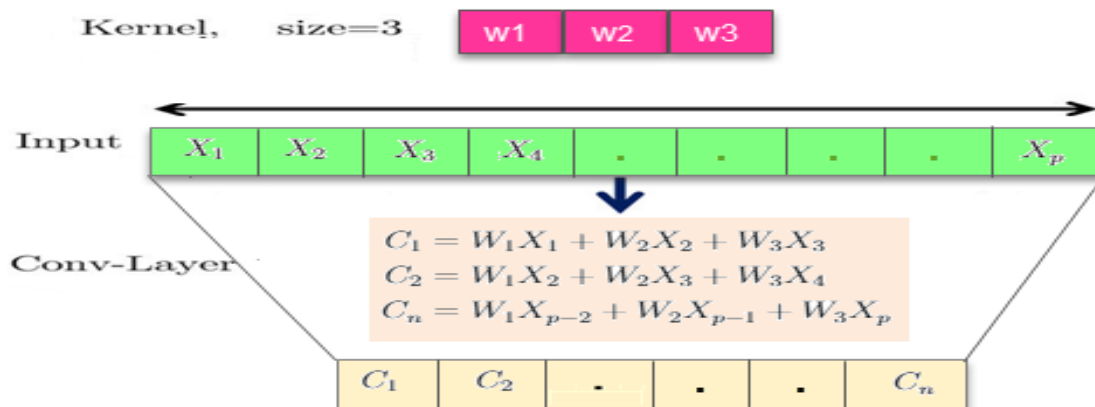 Kernel, size=3 w1 w2 w3
Input X₁ X₂ X₃ X₄ . . . . Xₚ
C₁ = W₁X₁ + W₂X₂ + W₃X₃
Conv-Layer
C₂ = W₁X₂ + W₂X₃ + W₃X₄
Cₙ = W₁Xₚ₋₂ + W₂Xₚ₋₁ + W₃Xₚ
C₁ C₂ . . . Cₙ